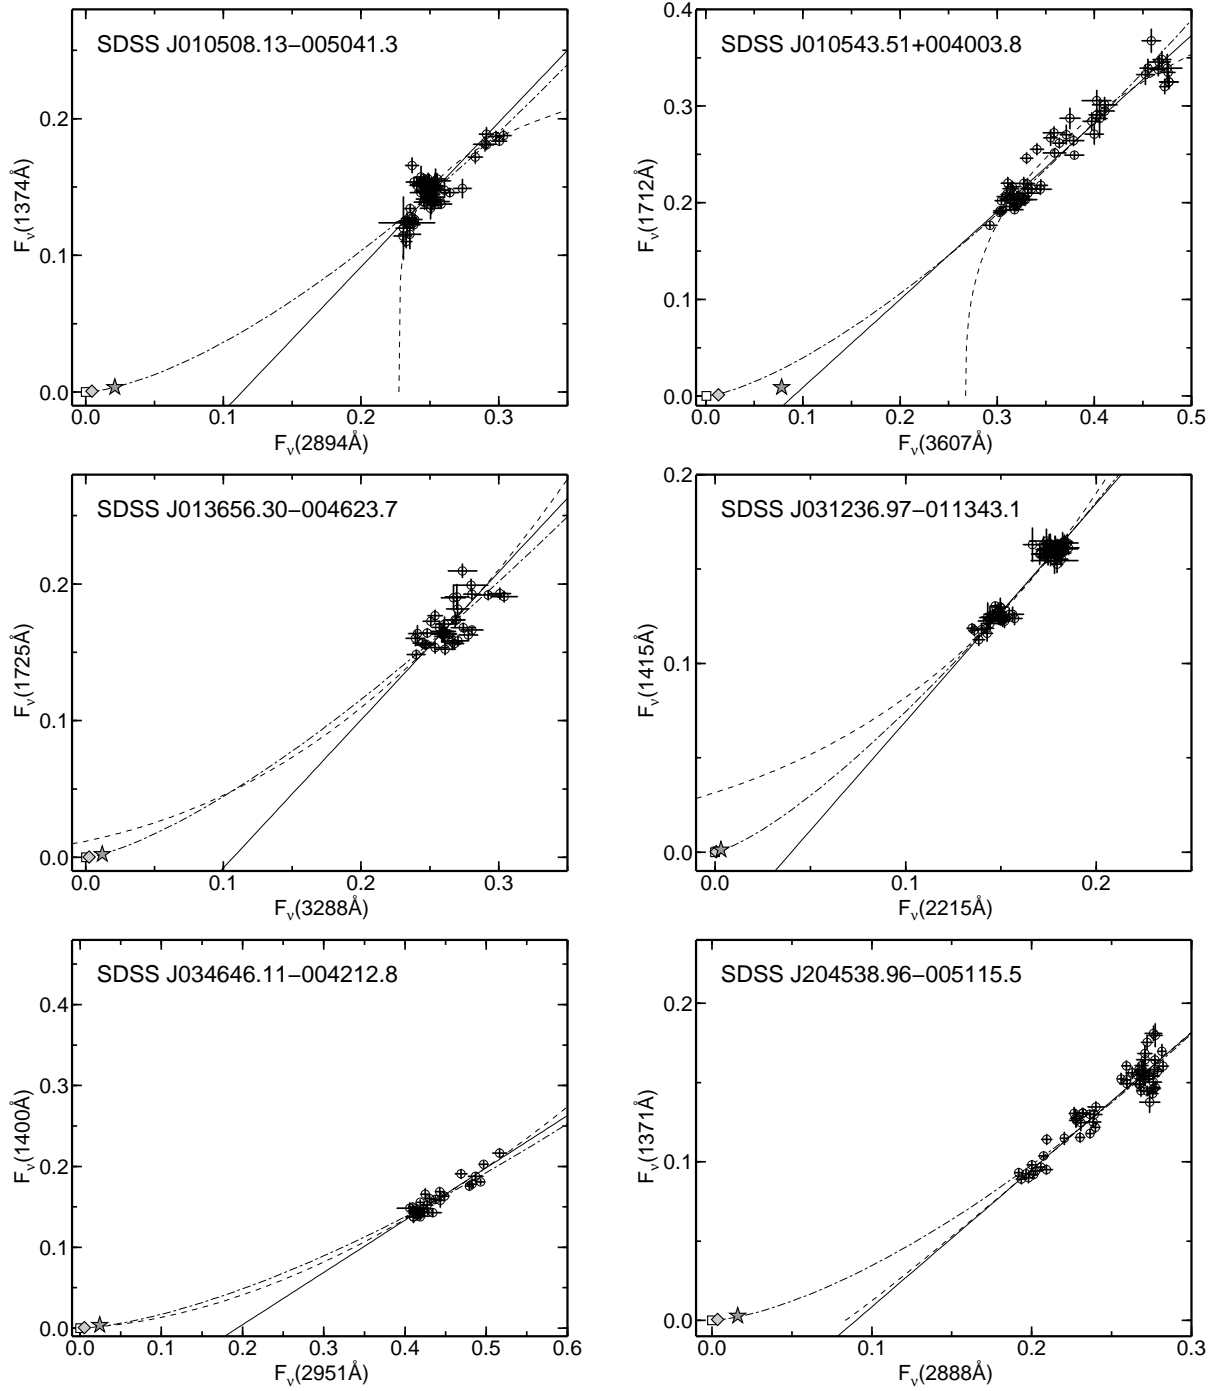 SDSS J010508.13−005041.3
F_ν(1374Å)
0.2
0.1
0.0
0.0 0.1 0.2 0.3
F_ν(2894Å)
SDSS J010543.51+004003.8
F_ν(1712Å)
0.4
0.3
0.2
0.1
0.0
0.0 0.1 0.2 0.3 0.4 0.5
F_ν(3607Å)
SDSS J013656.30−004623.7
F_ν(1725Å)
0.2
0.1
0.0
0.0 0.1 0.2 0.3
F_ν(3288Å)
SDSS J031236.97−011343.1
F_ν(1415Å)
0.2
0.1
0.0
0.0 0.1 0.2
F_ν(2215Å)
SDSS J034646.11−004212.8
F_ν(1400Å)
0.4
0.3
0.2
0.1
0.0
0.0 0.1 0.2 0.3 0.4 0.5 0.6
F_ν(2951Å)
SDSS J204538.96−005115.5
F_ν(1371Å)
0.2
0.1
0.0
0.0 0.1 0.2 0.3
F_ν(2888Å)